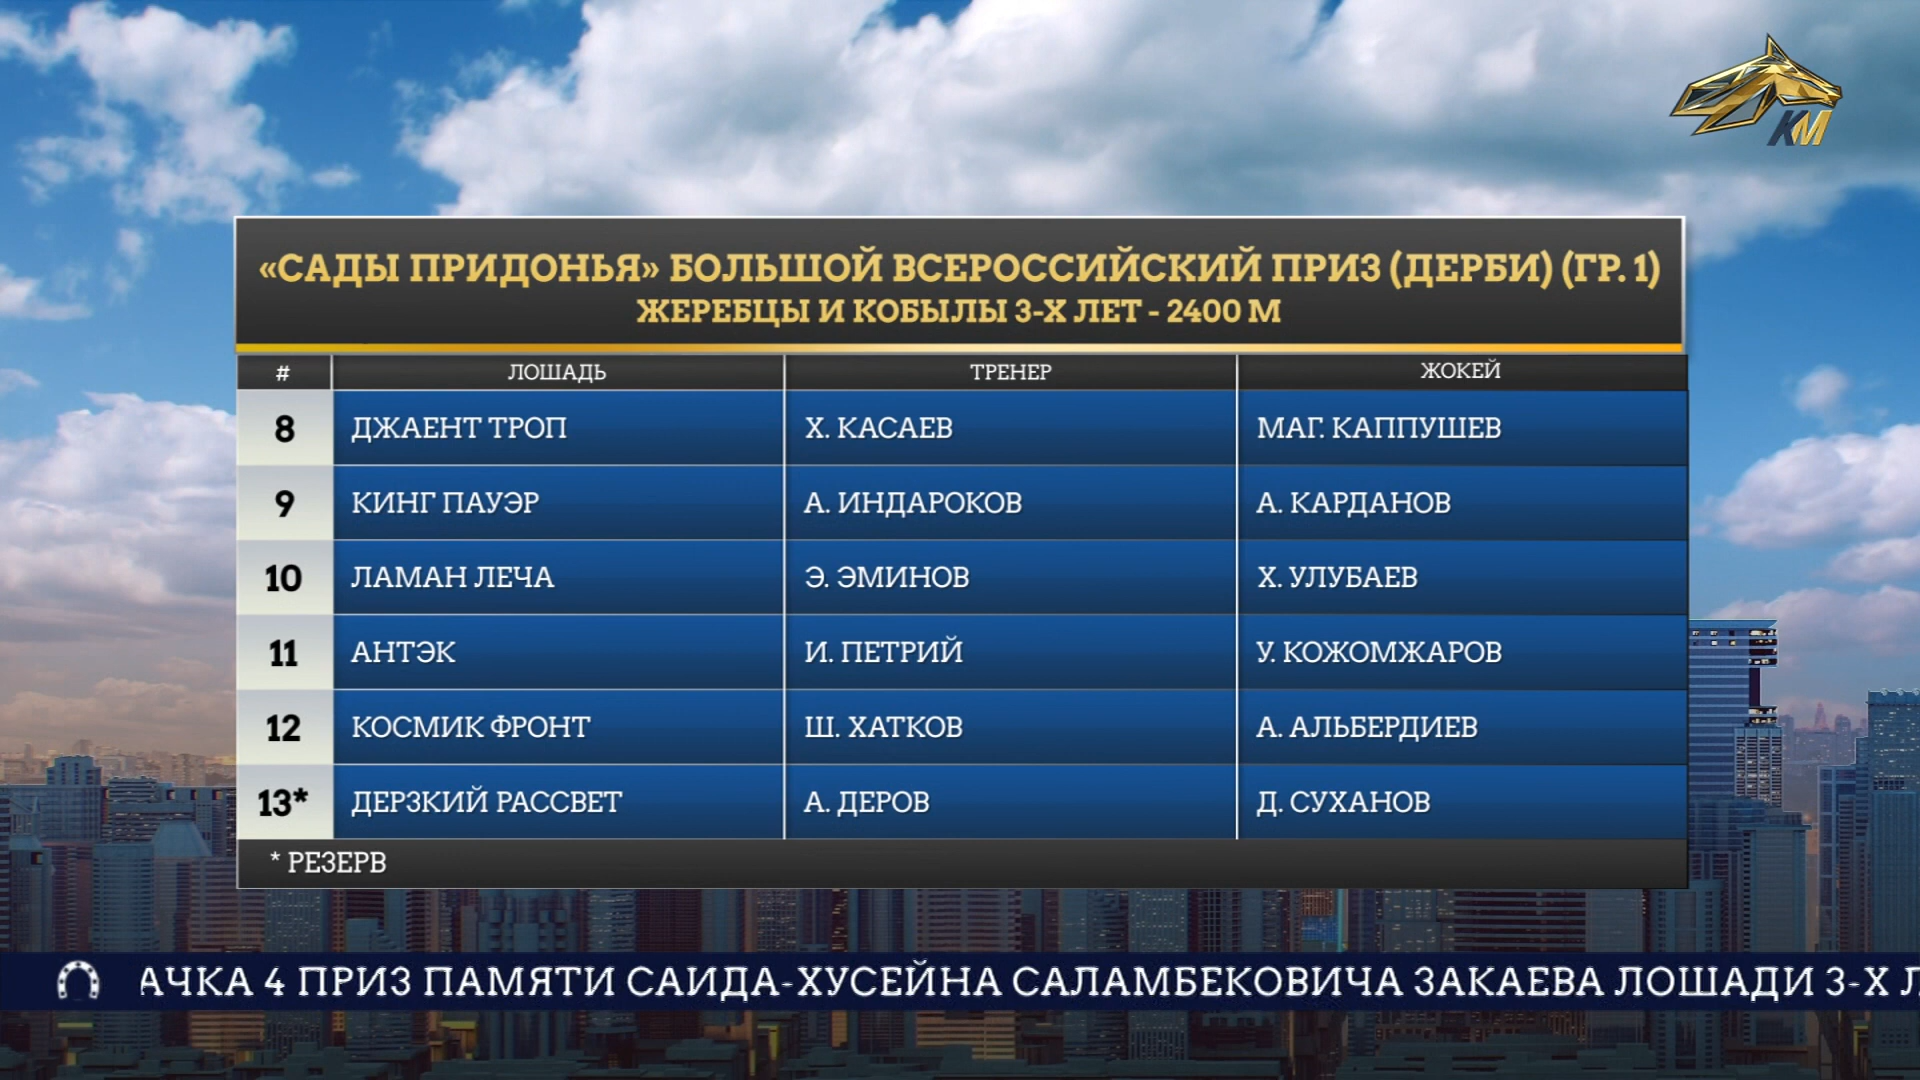 КМ
«САДЫ ПРИДОНЬЯ» БОЛЬШОЙ ВСЕРОССИЙСКИЙ ПРИЗ (ДЕРБИ) (ГР. 1)
ЖЕРЕБЦЫ И КОБЫЛЫ 3-Х ЛЕТ - 2400 М
# ЛОШАДЬ ТРЕНЕР ЖОКЕЙ
8 ДЖАЕНТ ТРОП Х. КАСАЕВ МАГ. КАППУШЕВ
9 КИНГ ПАУЭР А. ИНДАРОКОВ А. КАРДАНОВ
10 ЛАМАН ЛЕЧА Э. ЭМИНОВ Х. УЛУБАЕВ
11 АНТЭК И. ПЕТРИЙ У. КОЖОМЖАРОВ
12 КОСМИК ФРОНТ Ш. ХАТКОВ А. АЛЬБЕРДИЕВ
13* ДЕРЗКИЙ РАССВЕТ А. ДЕРОВ Д. СУХАНОВ
* РЕЗЕРВ
АЧКА 4 ПРИЗ ПАМЯТИ САИДА-ХУСЕЙНА САЛАМБЕКОВИЧА ЗАКАЕВА ЛОШАДИ 3-Х Л